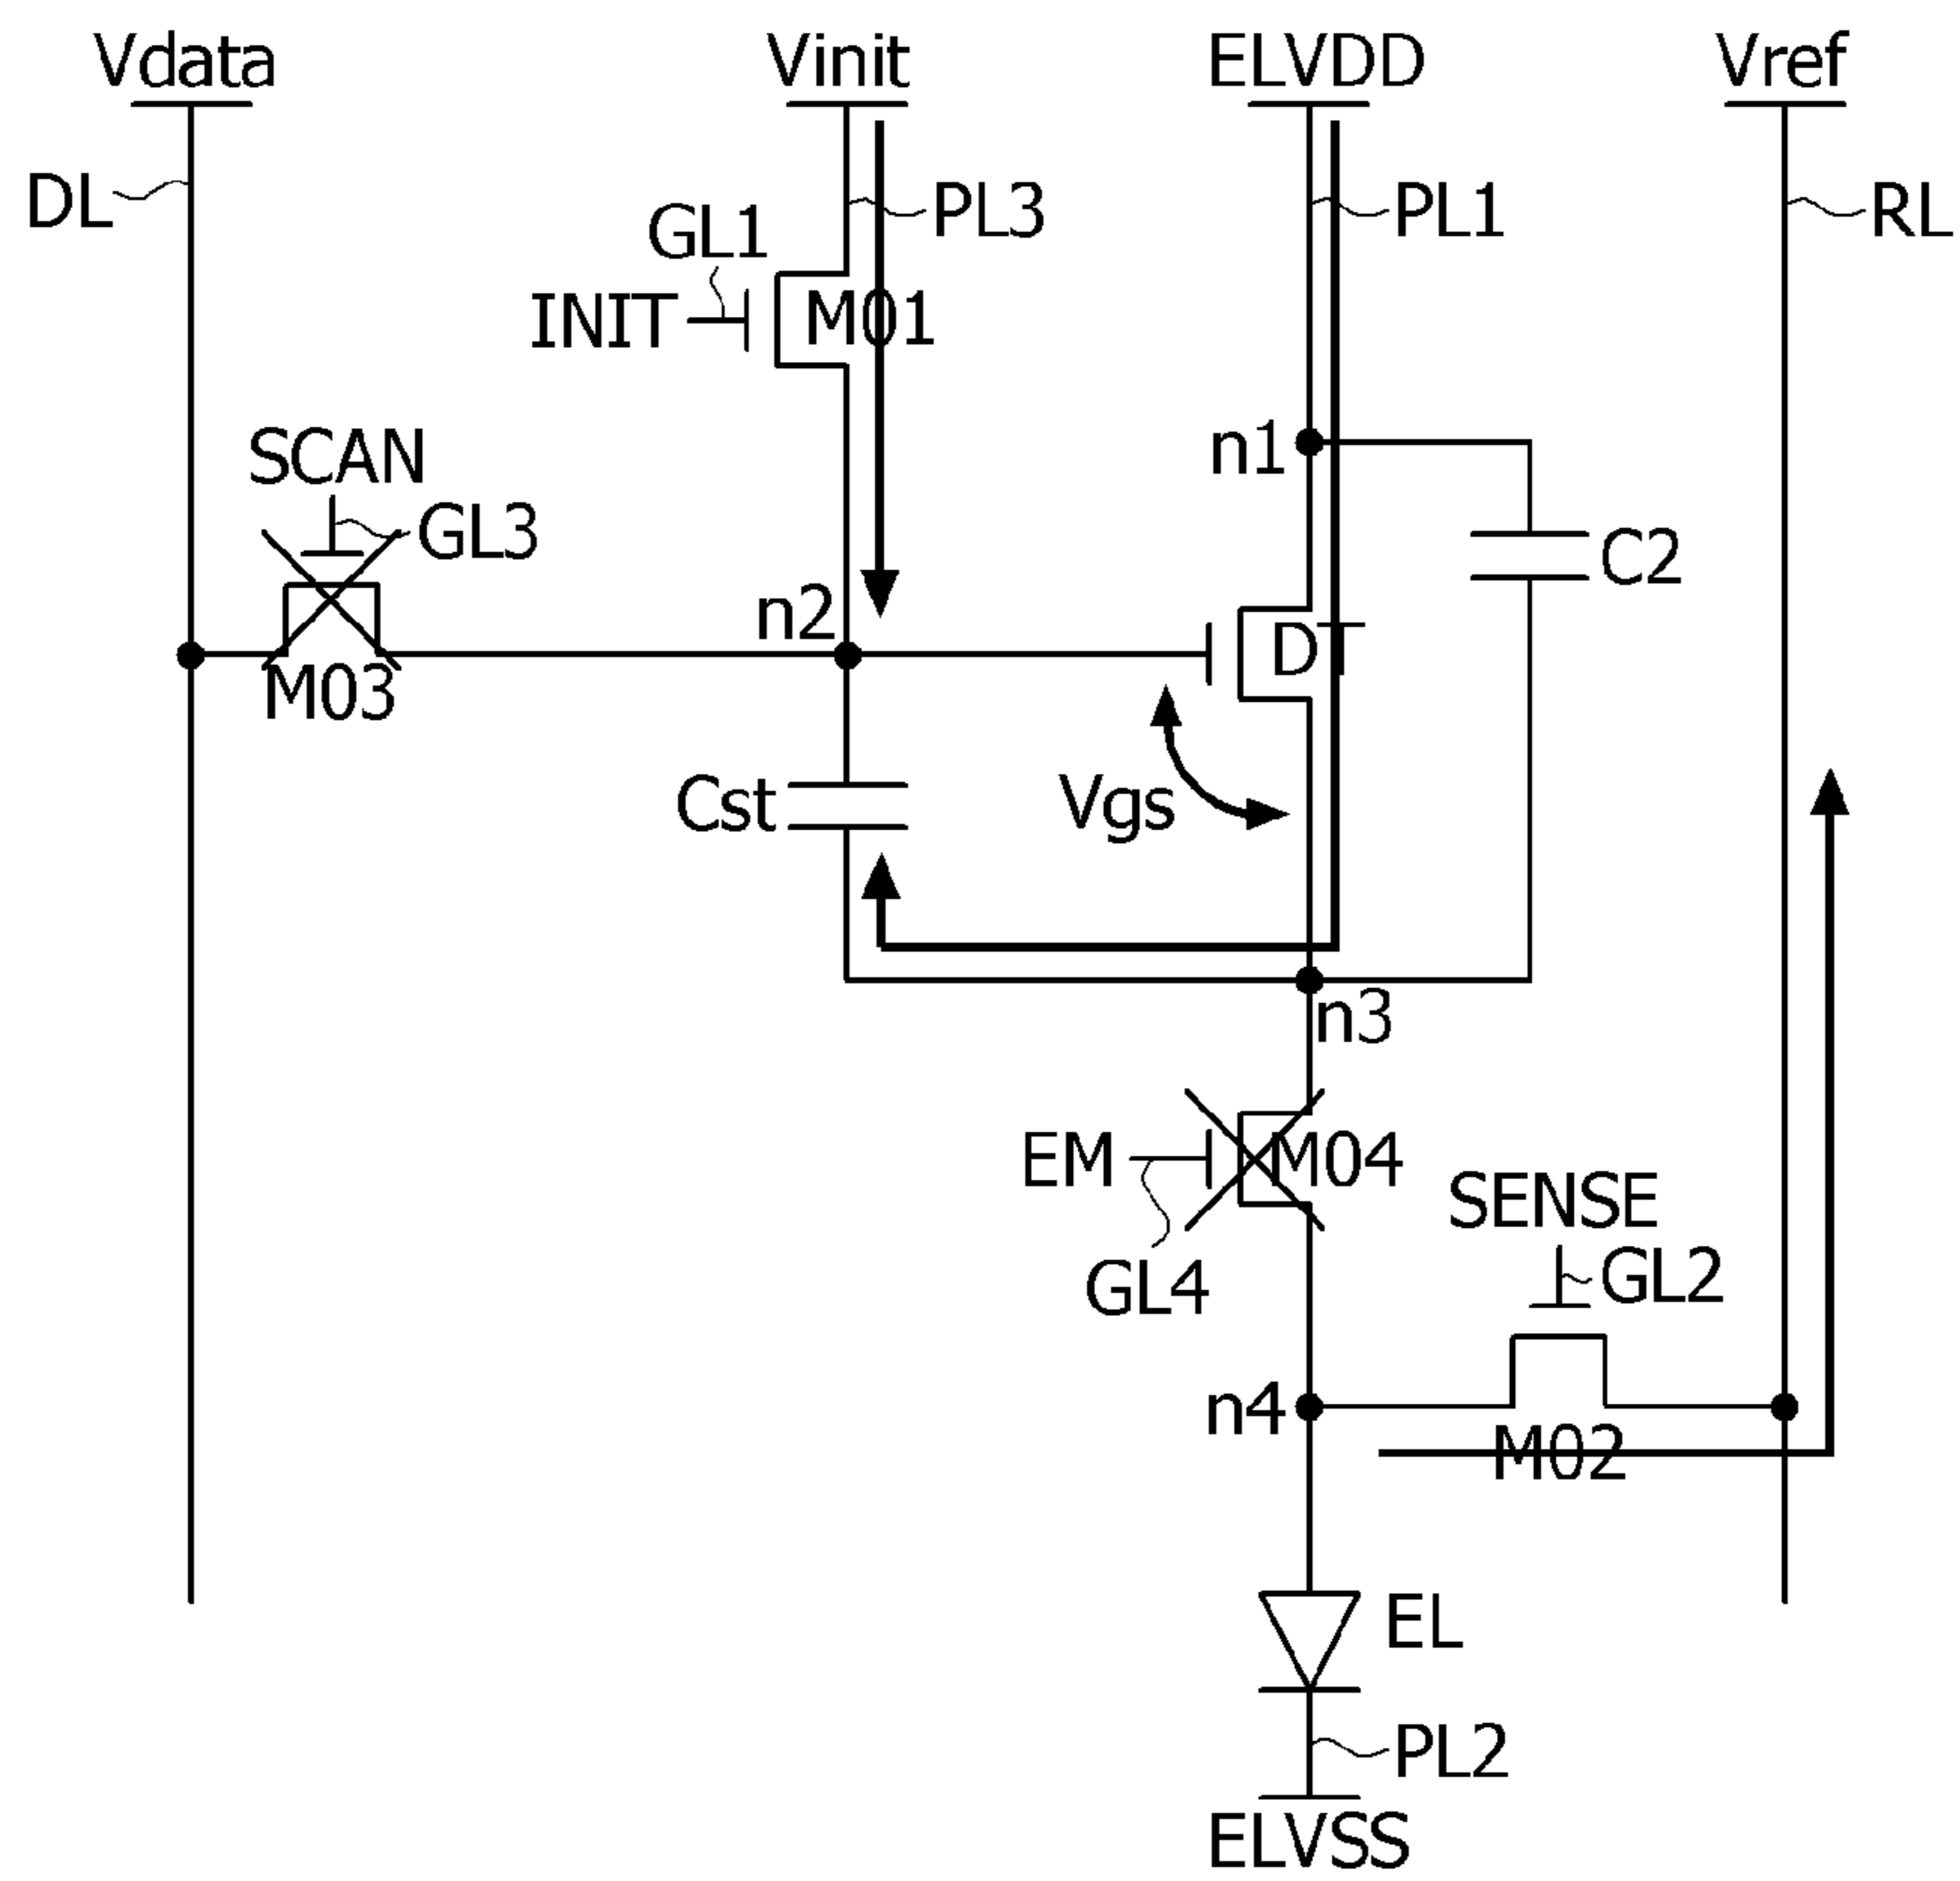 Vdata
Vinit
ELVDD
Vref
DL
GL1
PL3
PL1
RL
INIT
M01
SCAN
n1
GL3
C2
n2
DT
M03
Cst
Vgs
n3
EM
M04
SENSE
GL4
GL2
n4
M02
EL
PL2
ELVSS